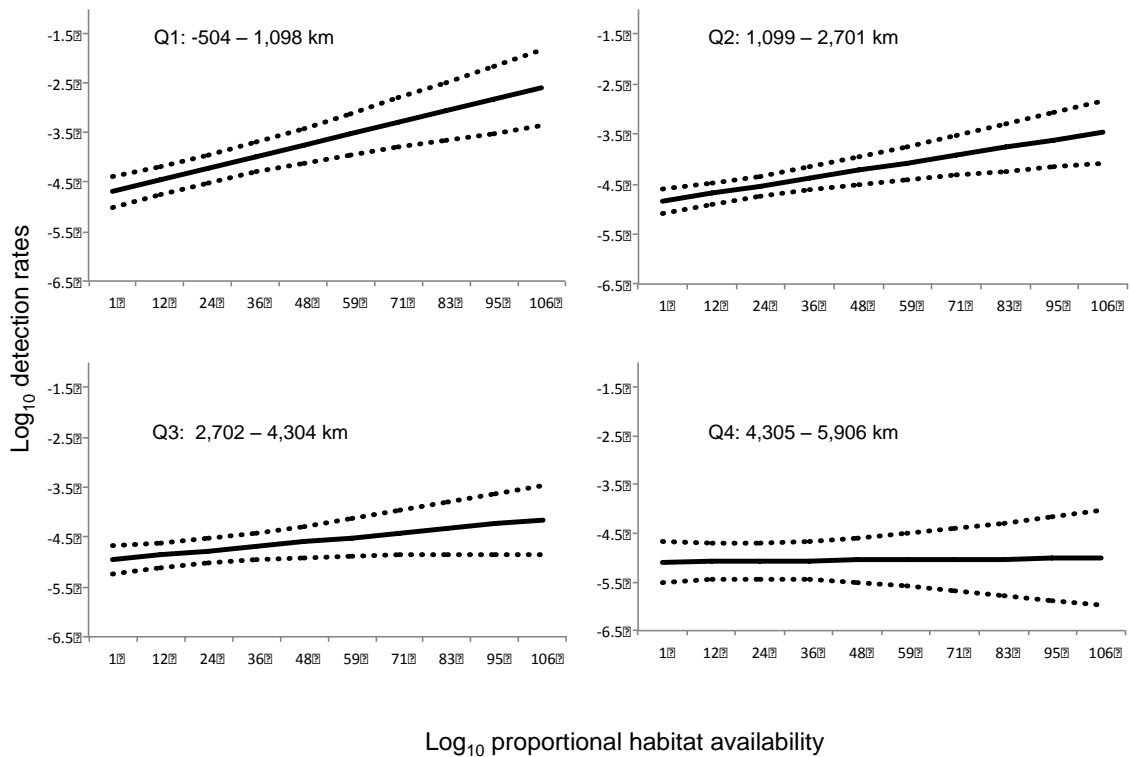 Q1: -504 – 1,098 km
-1.5
-2.5
-3.5
-4.5
-5.5
-6.5
1 12 24 36 48 59 71 83 95 106
Q2: 1,099 – 2,701 km
-1.5
-2.5
-3.5
-4.5
-5.5
-6.5
1 12 24 36 48 59 71 83 95 106
Log10 detection rates
Q3: 2,702 – 4,304 km
-1.5
-2.5
-3.5
-4.5
-5.5
-6.5
1 12 24 36 48 59 71 83 95 106
Q4: 4,305 – 5,906 km
-1.5
-2.5
-3.5
-4.5
-5.5
-6.5
1 12 24 36 48 59 71 83 95 106
Log10 proportional habitat availability